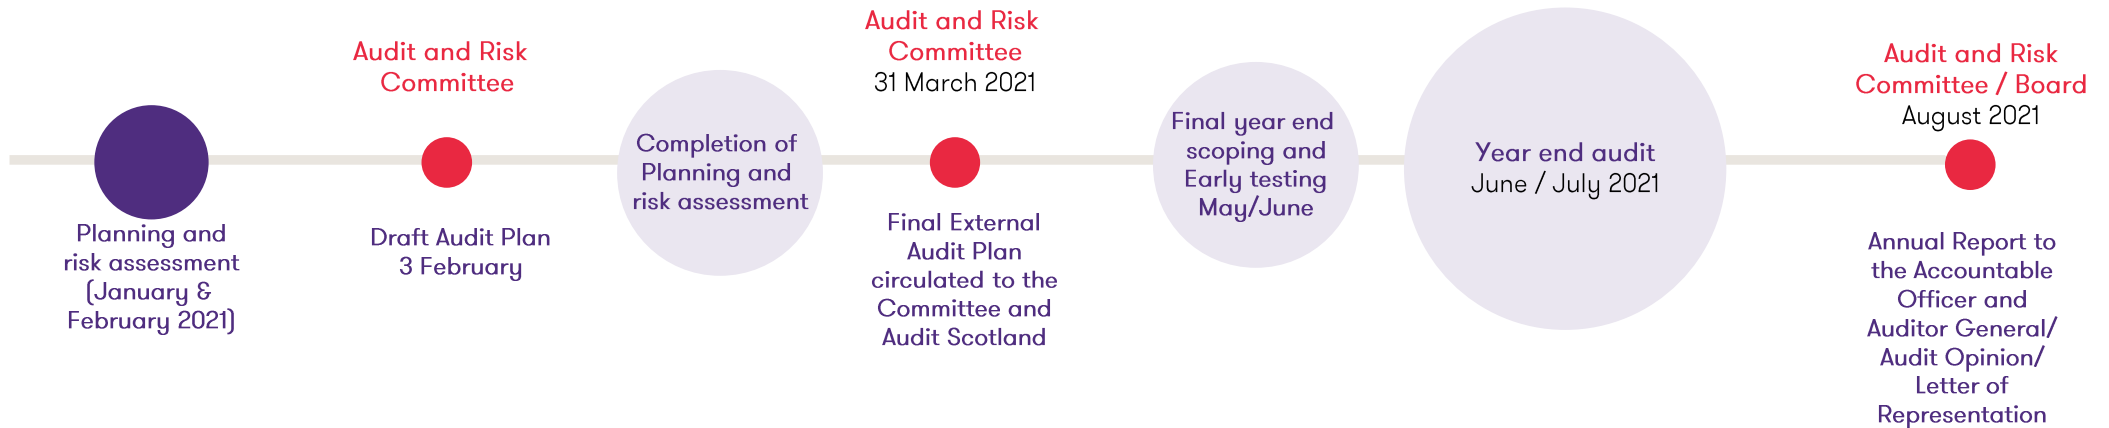 Planning and
risk assessment
(January &
February 2021)
Audit and Risk
Committee
Draft Audit Plan
3 February
Completion of
Planning and
risk assessment
Audit and Risk
Committee
31 March 2021
Final External
Audit Plan
circulated to the
Committee and
Audit Scotland
Final year end
scoping and
Early testing
May/June
Year end audit
June / July 2021
Audit and Risk
Committee / Board
August 2021
Annual Report to
the Accountable
Officer and
Auditor General/
Audit Opinion/
Letter of
Representation